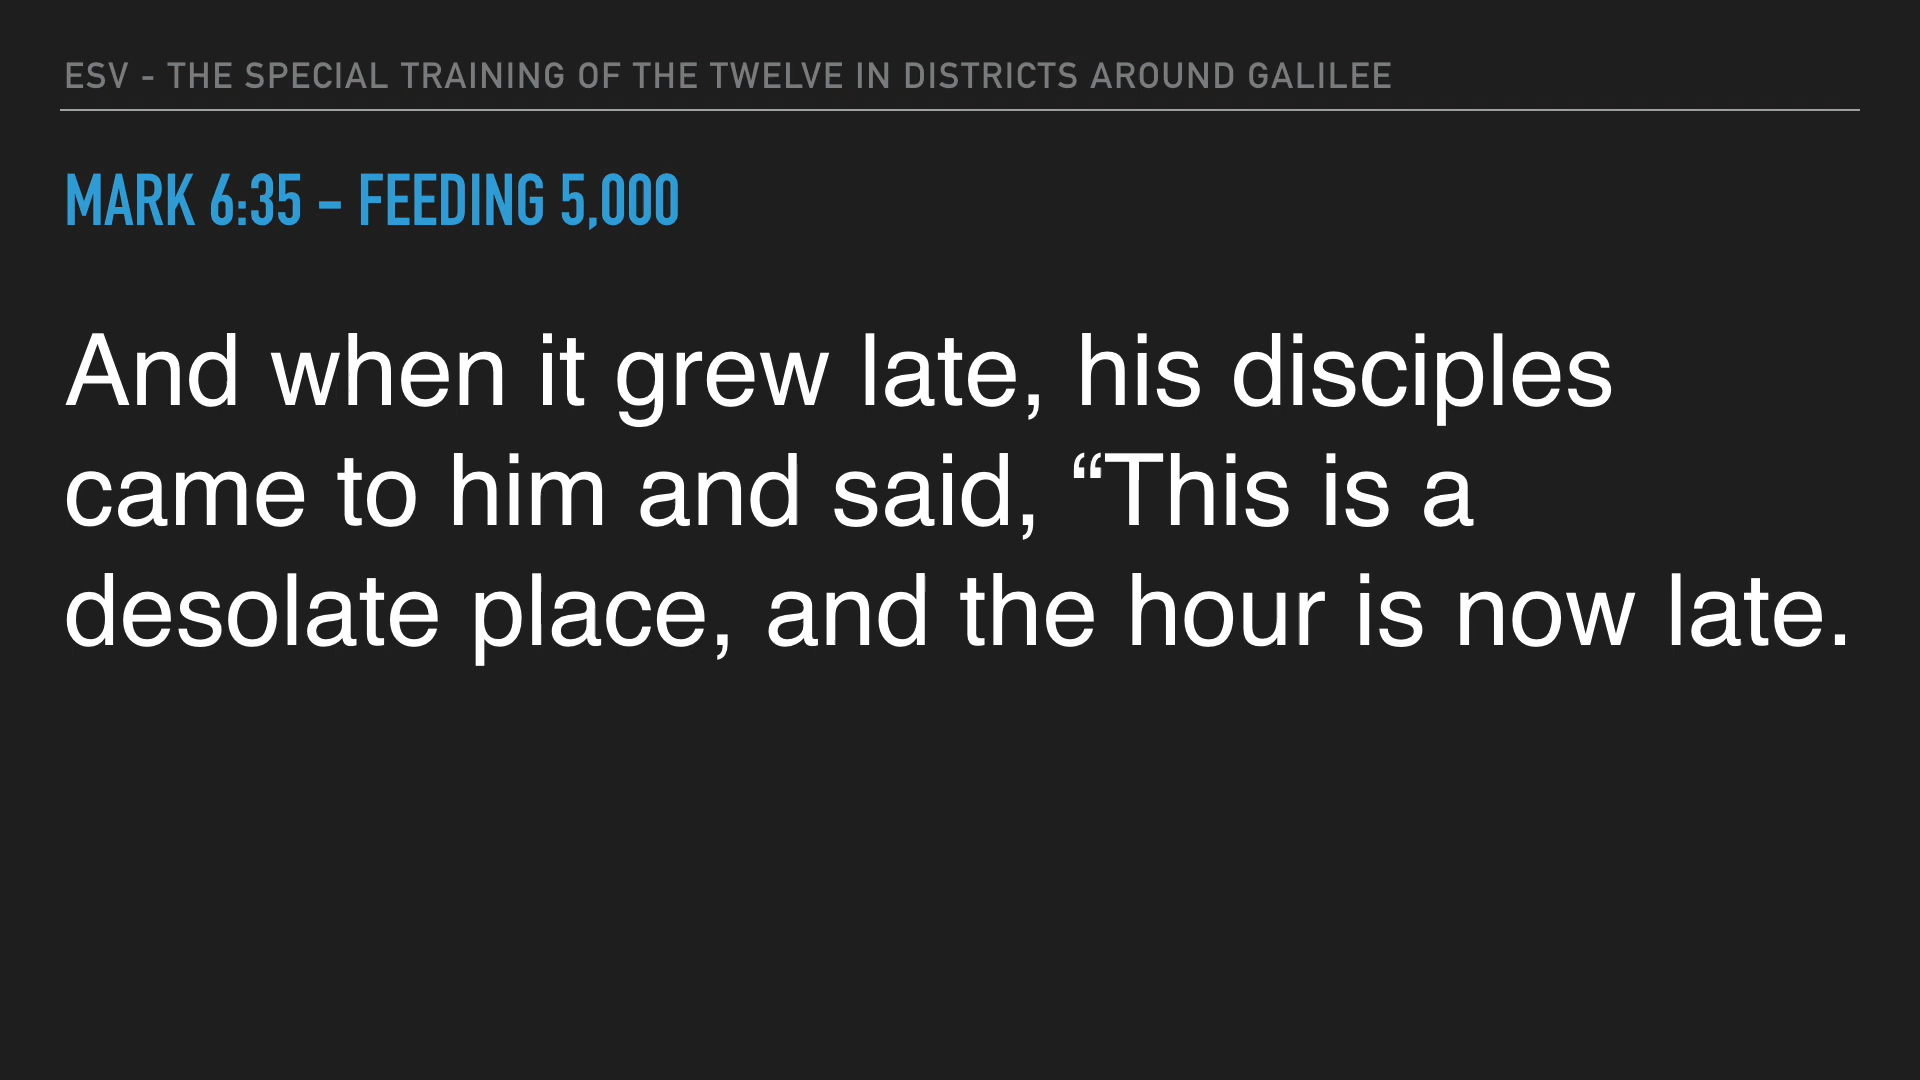 ESV - THE SPECIAL TRAINING OF THE TWELVE IN DISTRICTS AROUND GALILEE
MARK 6:35 - FEEDING 5,000
And when it grew late, his disciples
came to him and said, “This is a
desolate place, and the hour is now late.